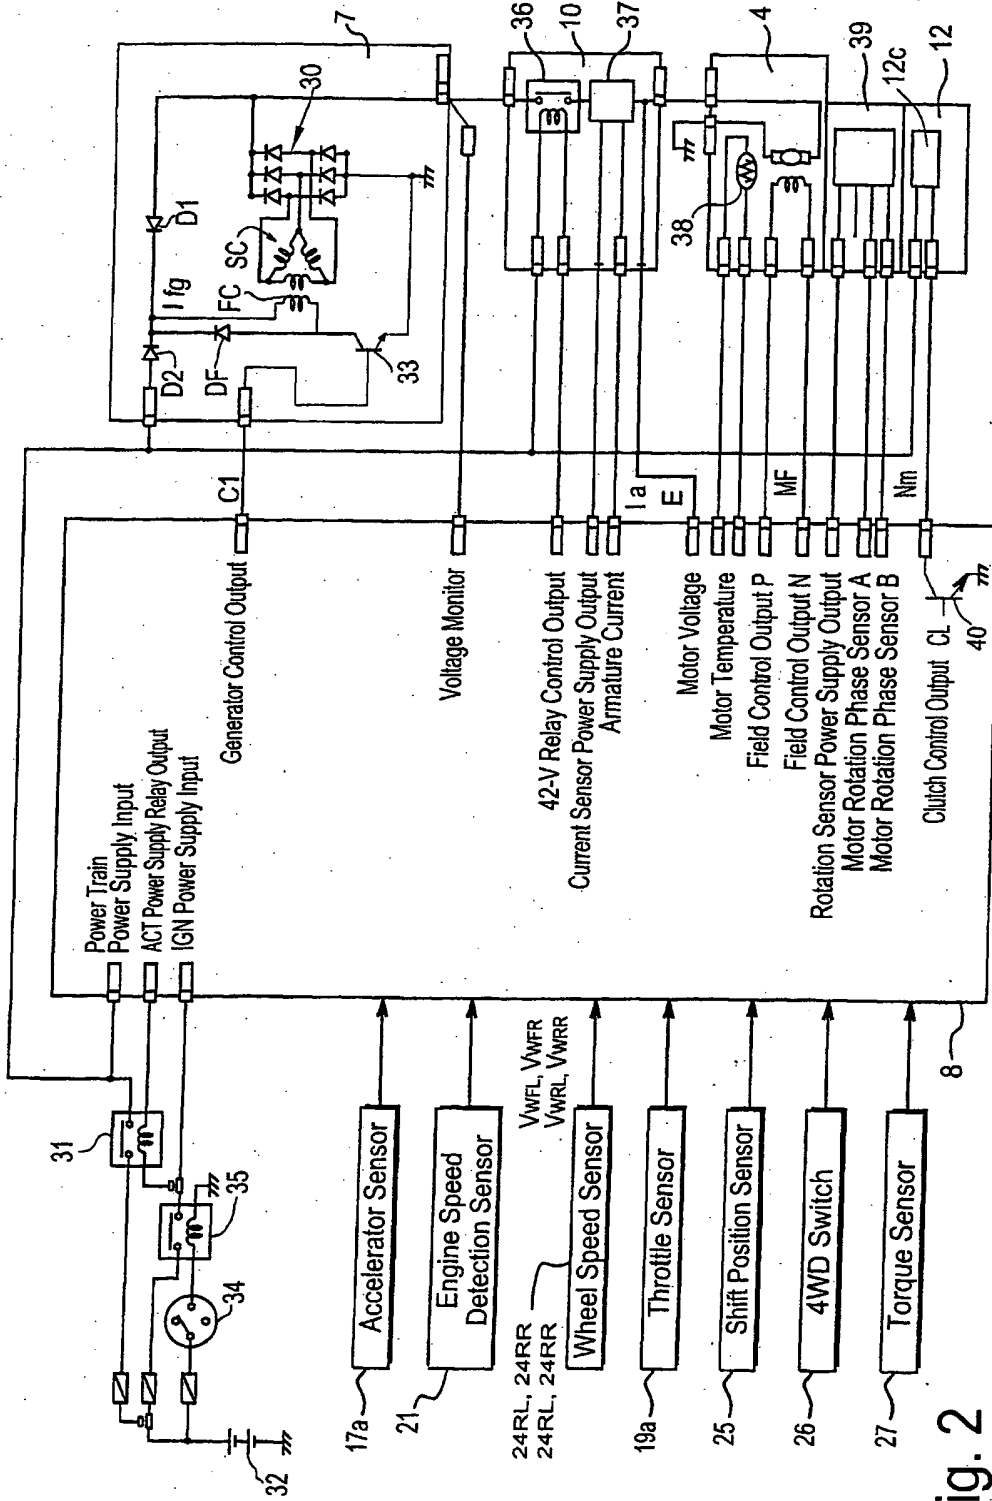 ig. 2
32
34
35
31
Power Train
Power Supply Input
ACT Power Supply Relay Output
IGN Power Supply Input
17a
Accelerator Sensor
21
Engine Speed
Detection Sensor
24RL, 24RR
24RL, 24RR
Wheel Speed Sensor
VWFL, VWFR
VWRL, VWRR
19a
Throttle Sensor
25
Shift Position Sensor
26
4WD Switch
27
Torque Sensor
8
Generator Control Output
C1
Voltage Monitor
42-V Relay Control Output
Current Sensor Power Supply Output
Armature Current
Ia
E
Motor Voltage
Motor Temperature
Field Control Output P
MF
Field Control Output N
Rotation Sensor Power Supply Output
Motor Rotation Phase Sensor A
Motor Rotation Phase Sensor B
Nm
Clutch Control Output
CL
40
D2
Ifg
D1
DF
FC
SC
30
33
7
36
10
37
38
4
39
12c
12